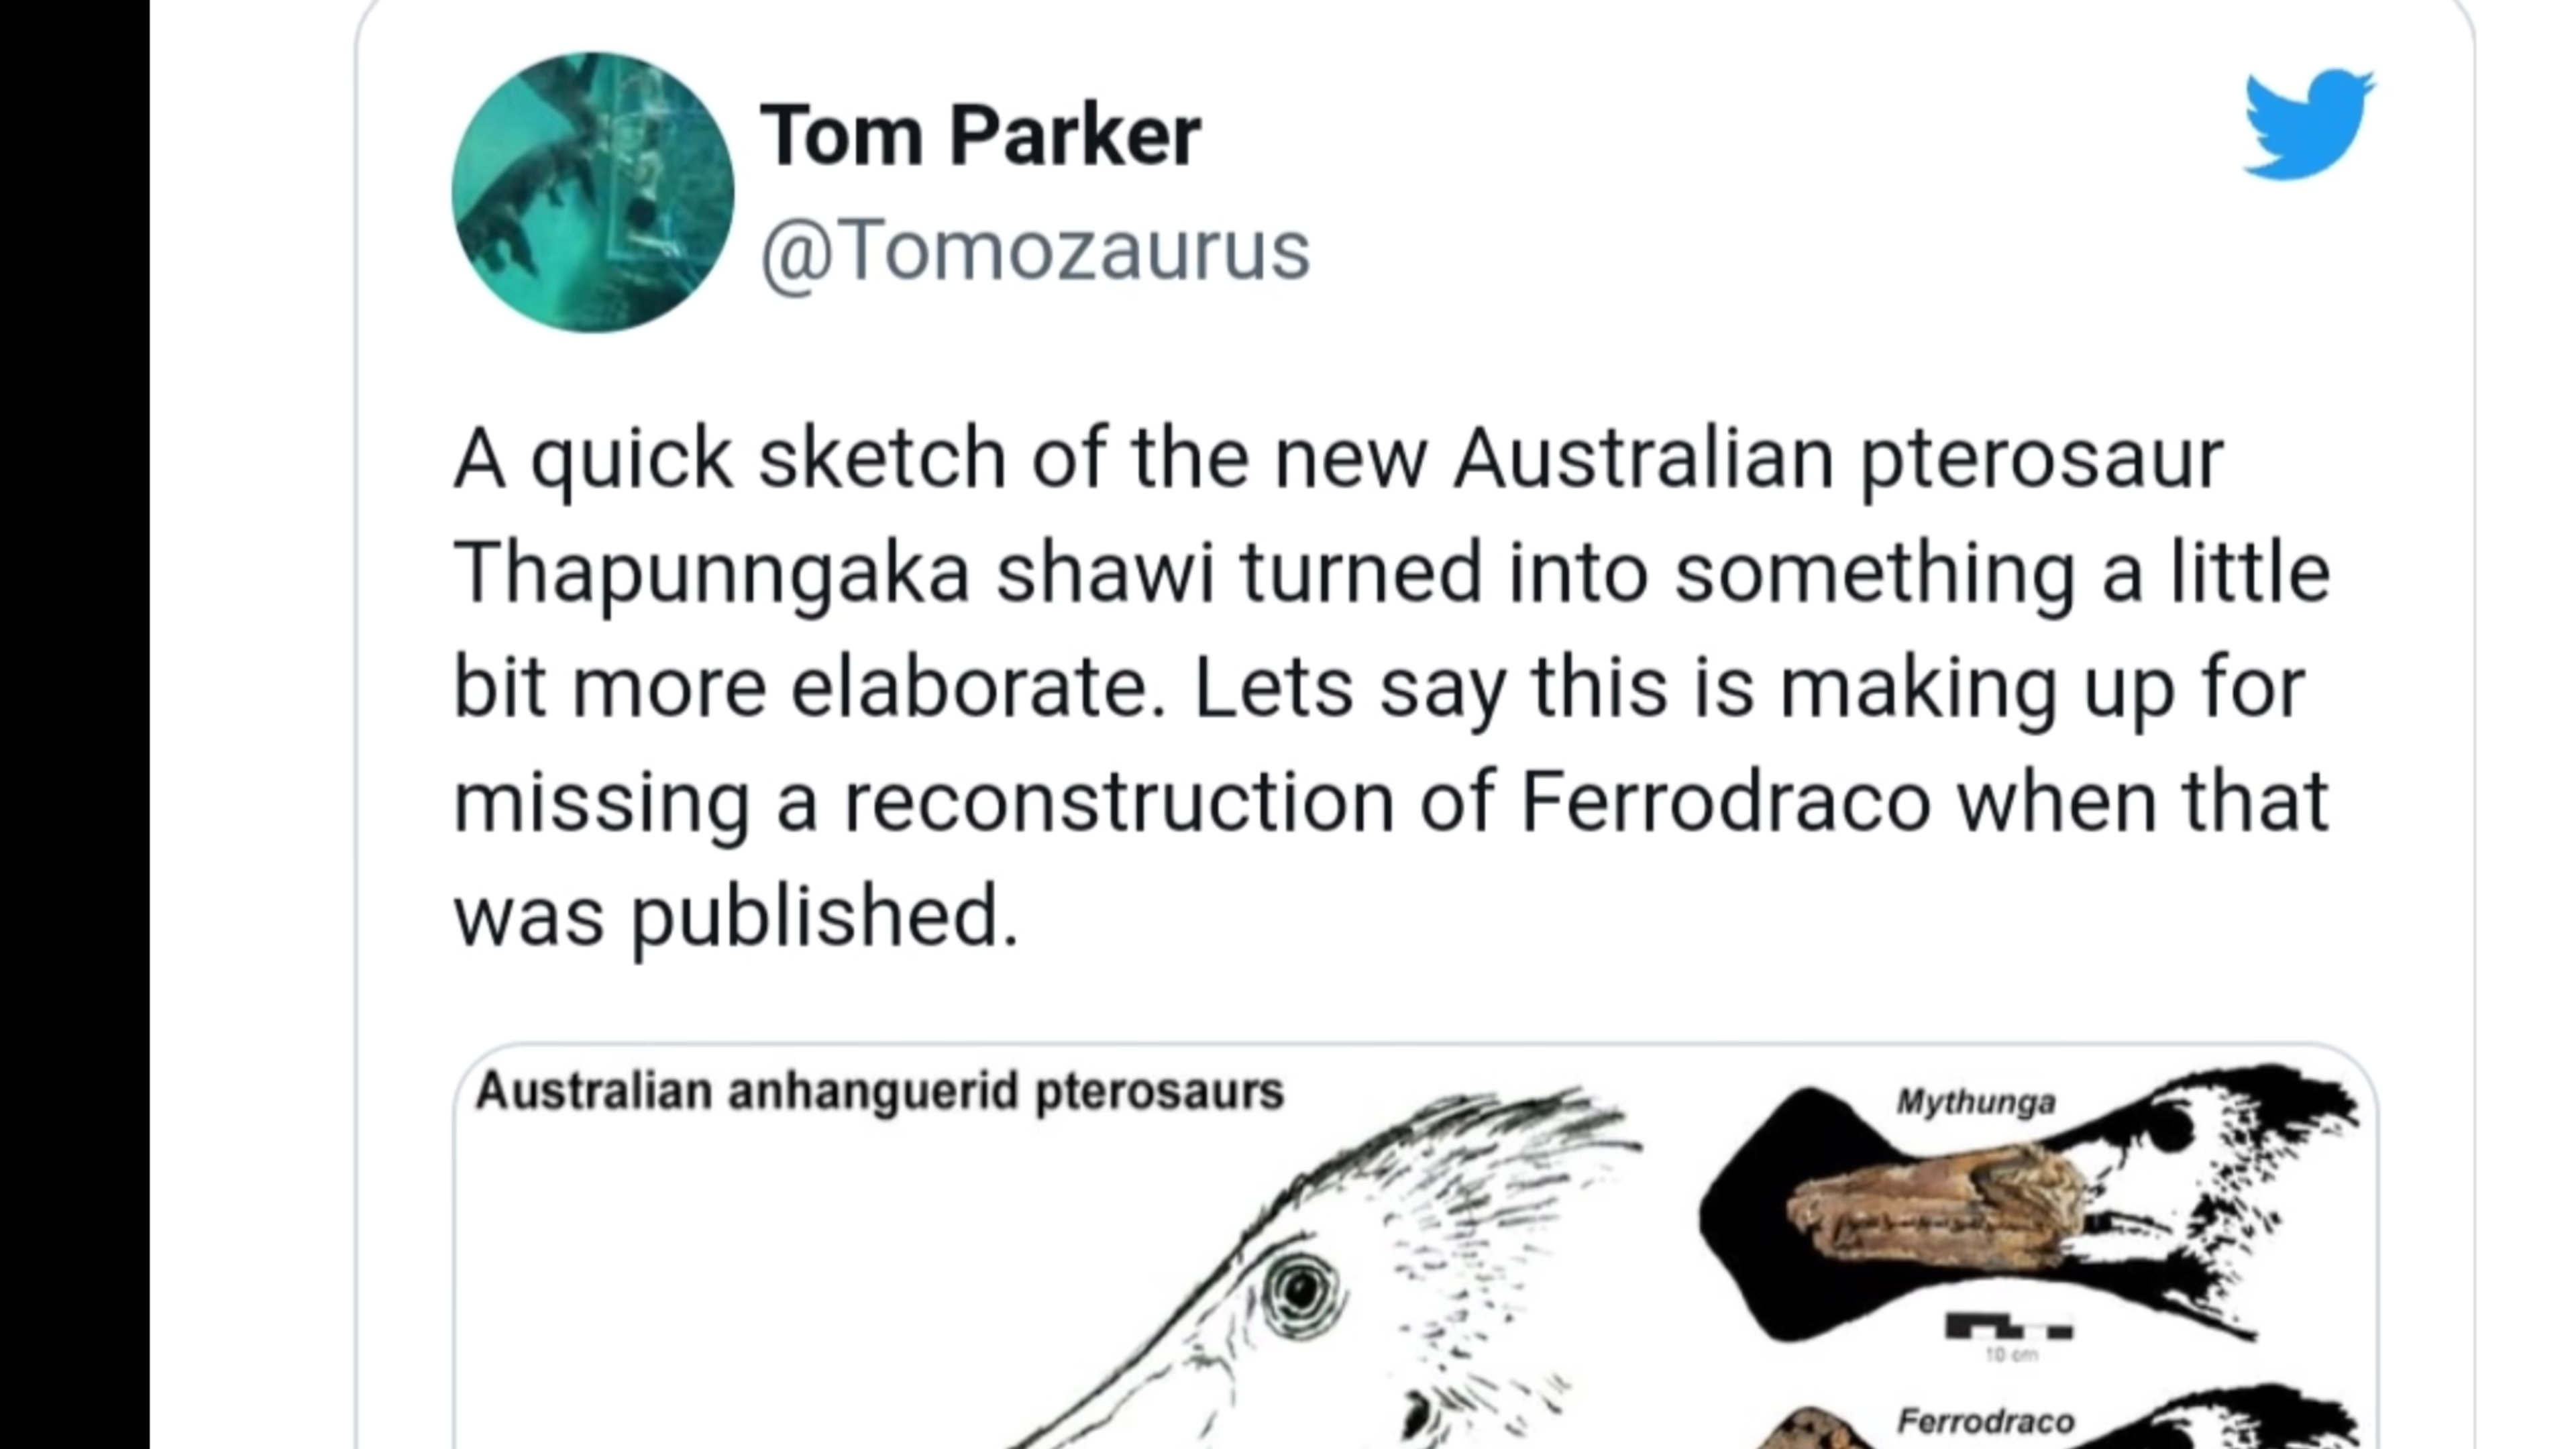 Tom Parker
@Tomozaurus
A quick sketch of the new Australian pterosaur
Thapunngaka shawi turned into something a little
bit more elaborate. Lets say this is making up for
missing a reconstruction of Ferrodraco when that
was published.
Australian anhanguerid pterosaurs
Mythunga
10 cm
Ferrodraco